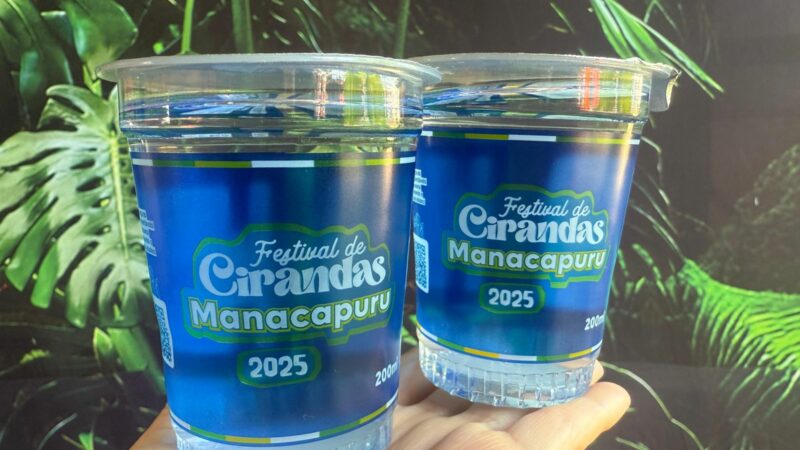 Festival de
Cirandas
Manacapuru
2025
200ml
Festival de
Cirandas
Manacapuru
2025
200ml